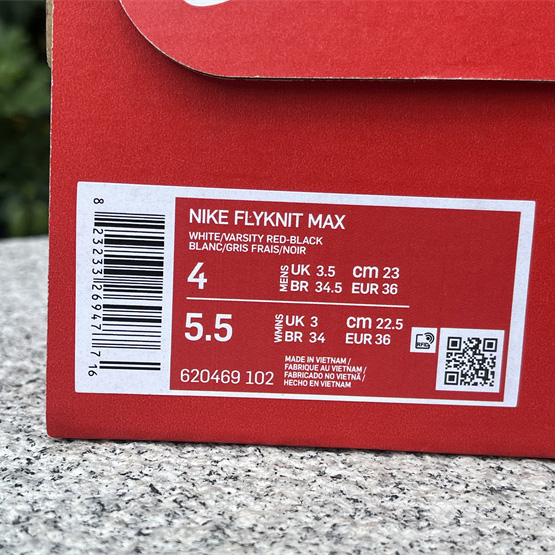 NIKE FLYKNIT MAX
WHITE/VARSITY RED-BLACK
BLANC/GRIS FRAIS/NOIR
4 MENS UK 3.5 cm 23
BR 34.5 EUR 36
5.5 WMNS UK 3 cm 22.5
BR 34 EUR 36
620469 102
MADE IN VIETNAM/
FABRIQUE AU VIETNAM/
FABRICADO NO VIETNÃ/
HECHO EN VIETNAM
RFID
8 23233 26947 7 16